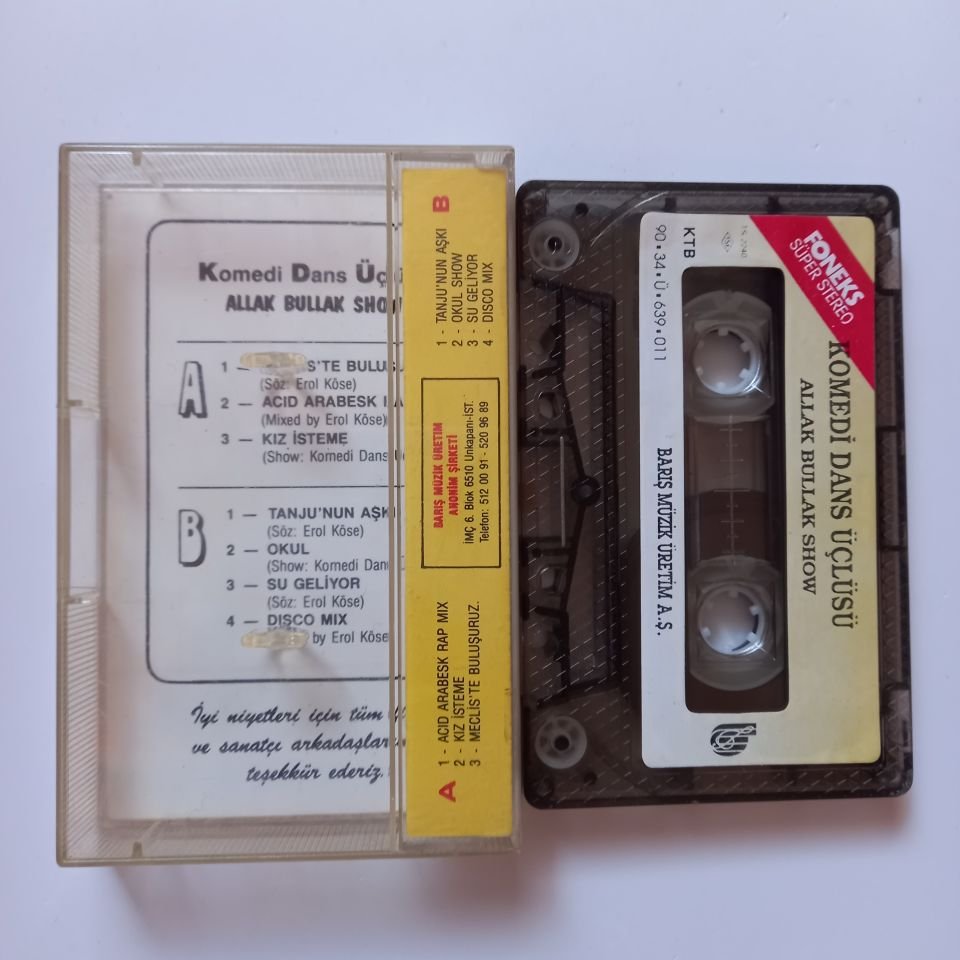 Komedi Dans
ALLAK BULLAK SHOW
A
1 — 'TE BULUŞ
(Söz: Erol Köse)
2 — ACID ARABESK
(Mixed by Erol Köse)
3 — KIZ İSTEME
(Show: Komedi Dans
B
1 — TANJU'NUN AŞKI
(Söz: Erol Köse)
2 — OKUL
(Show: Komedi Dan
3 — SU GELİYOR
(Söz: Erol Köse)
4 — DISCO MIX
by Erol Köse
İyi niyetleri için tüm
ve sanatçı arkadaşlar
teşekkür ederiz.
A
1 - ACID ARABESK RAP MIX
2 - KIZ İSTEME
3 - MECLİS'TE BULUŞURUZ.
BARIŞ MÜZİK ÜRETİM
ANONİM ŞİRKETİ
İMÇ 6. Blok 6510 Unkapanı-İST.
Telefon: 512 00 91 - 520 96 89
B
1 - TANJU'NUN AŞKI
2 - OKUL SHOW
3 - SU GELİYOR
4 - DISCO MIX
FONEKS
SÜPER STEREO
KOMEDİ DANS ÜÇLÜSÜ
ALLAK BULLAK SHOW
KTB
90.34.Ü.639.011
BARIŞ MÜZİK ÜRETİM A.Ş.